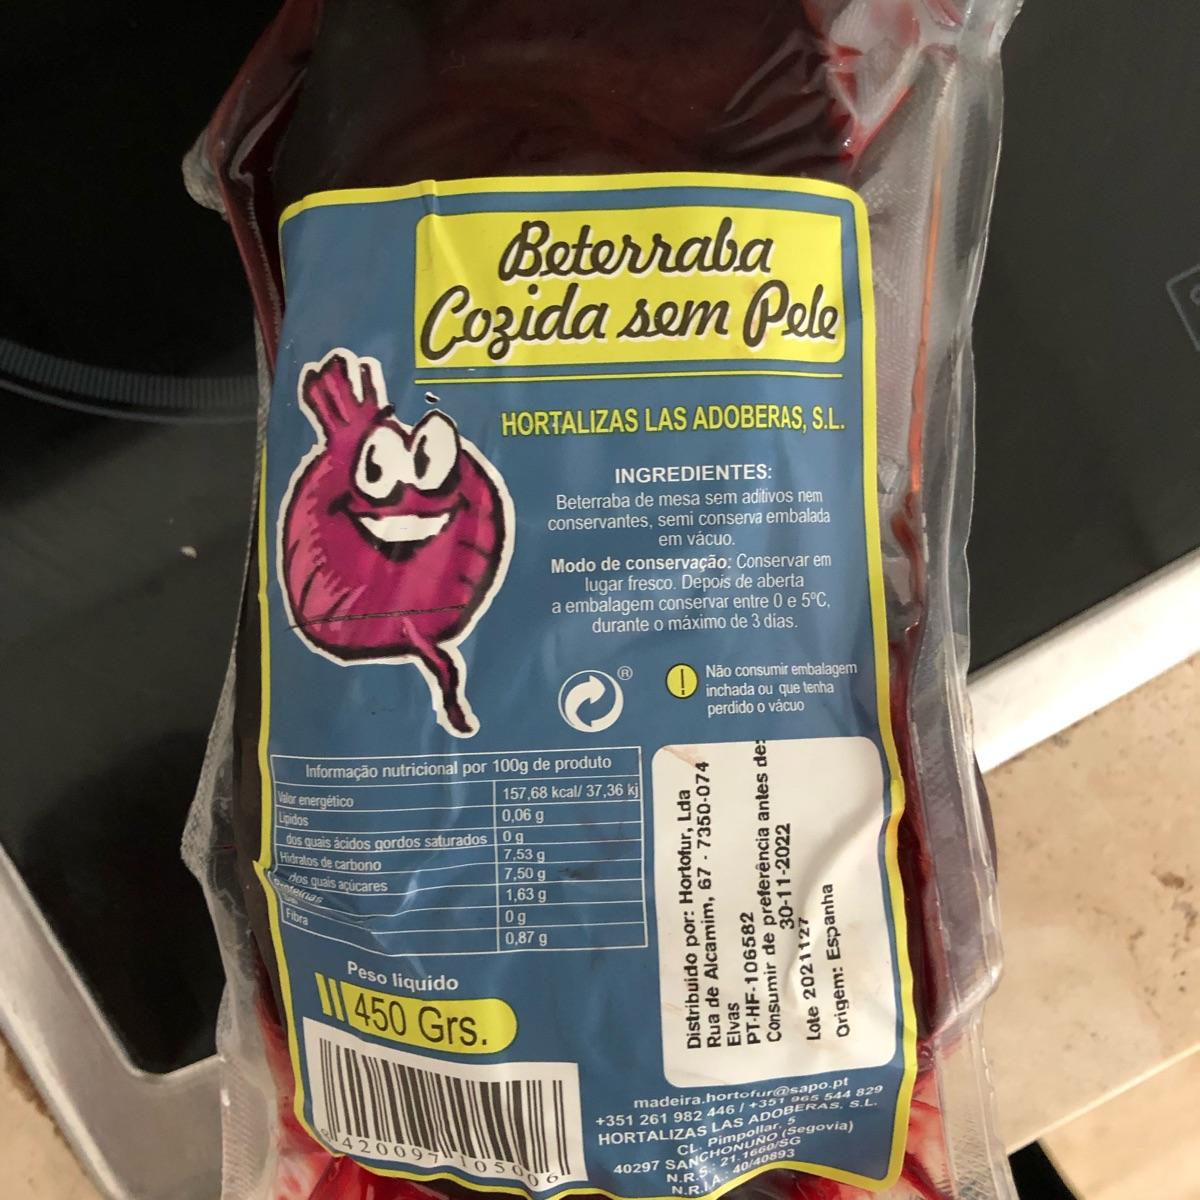 Beterraba
Cozida sem Pele
HORTALIZAS LAS ADOBERAS, S.L.
INGREDIENTES:
Beterraba de mesa sem aditivos nem
conservantes, semi conserva embalada
em vácuo.
Modo de conservação: Conservar em
lugar fresco. Depois de aberta
a embalagem conservar entre 0 e 5ºC,
durante o máximo de 3 dias.
®
! Não consumir embalagem
inchada ou que tenha
perdido o vácuo
Informação nutricional por 100g de produto
Valor energético 157,68 kcal/ 37,36 kj
Lipidos 0,06 g
dos quais ácidos gordos saturados 0 g
Hidratos de carbono 7,53 g
dos quais açúcares 7,50 g
Proteínas 1,63 g
0 g
Fibra 0,87 g
Peso liquido
450 Grs.
Distribuido por: Hortofur, Lda
Rua de Alcamim, 67 - 7350-074
Elvas
PT-HF-106582
Consumir de preferência antes de:
30-11-2022
Lote 2021127
Origem: Espanha
madeira.hortofur@sapo.pt
+351 261 982 446 / +351 965 544 829
HORTALIZAS LAS ADOBERAS, S.L.
CL. Pimpollar, 5
40297 SANCHONUÑO (Segovia)
N.R.S.: 21.1660/SG
N.R.I.A.: 40/40893
8 420097 105006